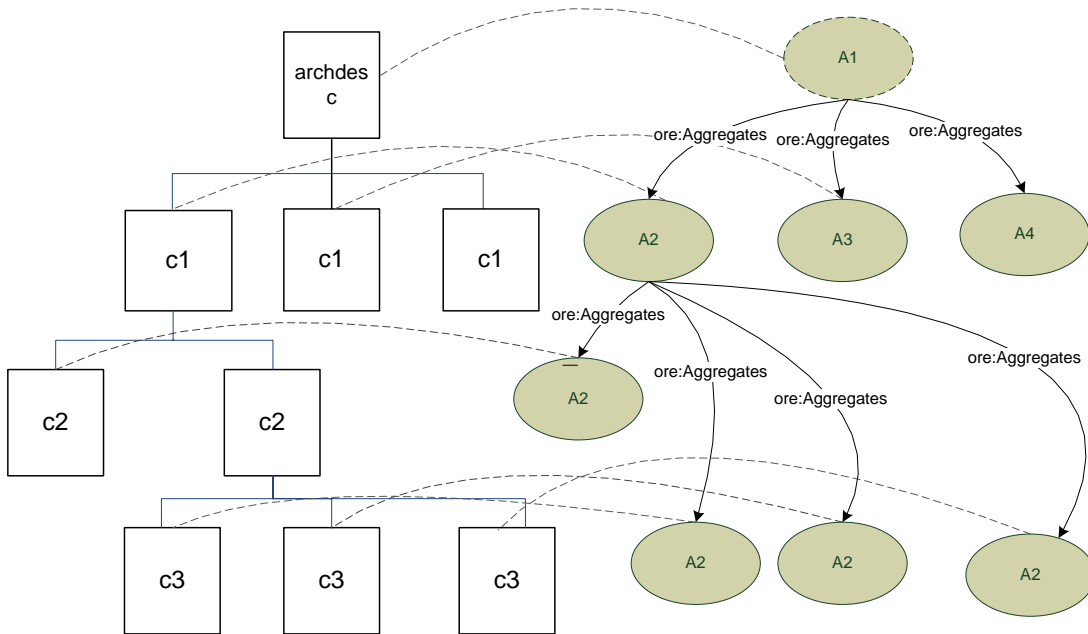 archdes
c
A1
ore:Aggregates
ore:Aggregates
ore:Aggregates
c1
c1
c1
A2
A3
A4
ore:Aggregates
ore:Aggregates
ore:Aggregates
ore:Aggregates
c2
c2
A2
c3
c3
c3
A2
A2
A2